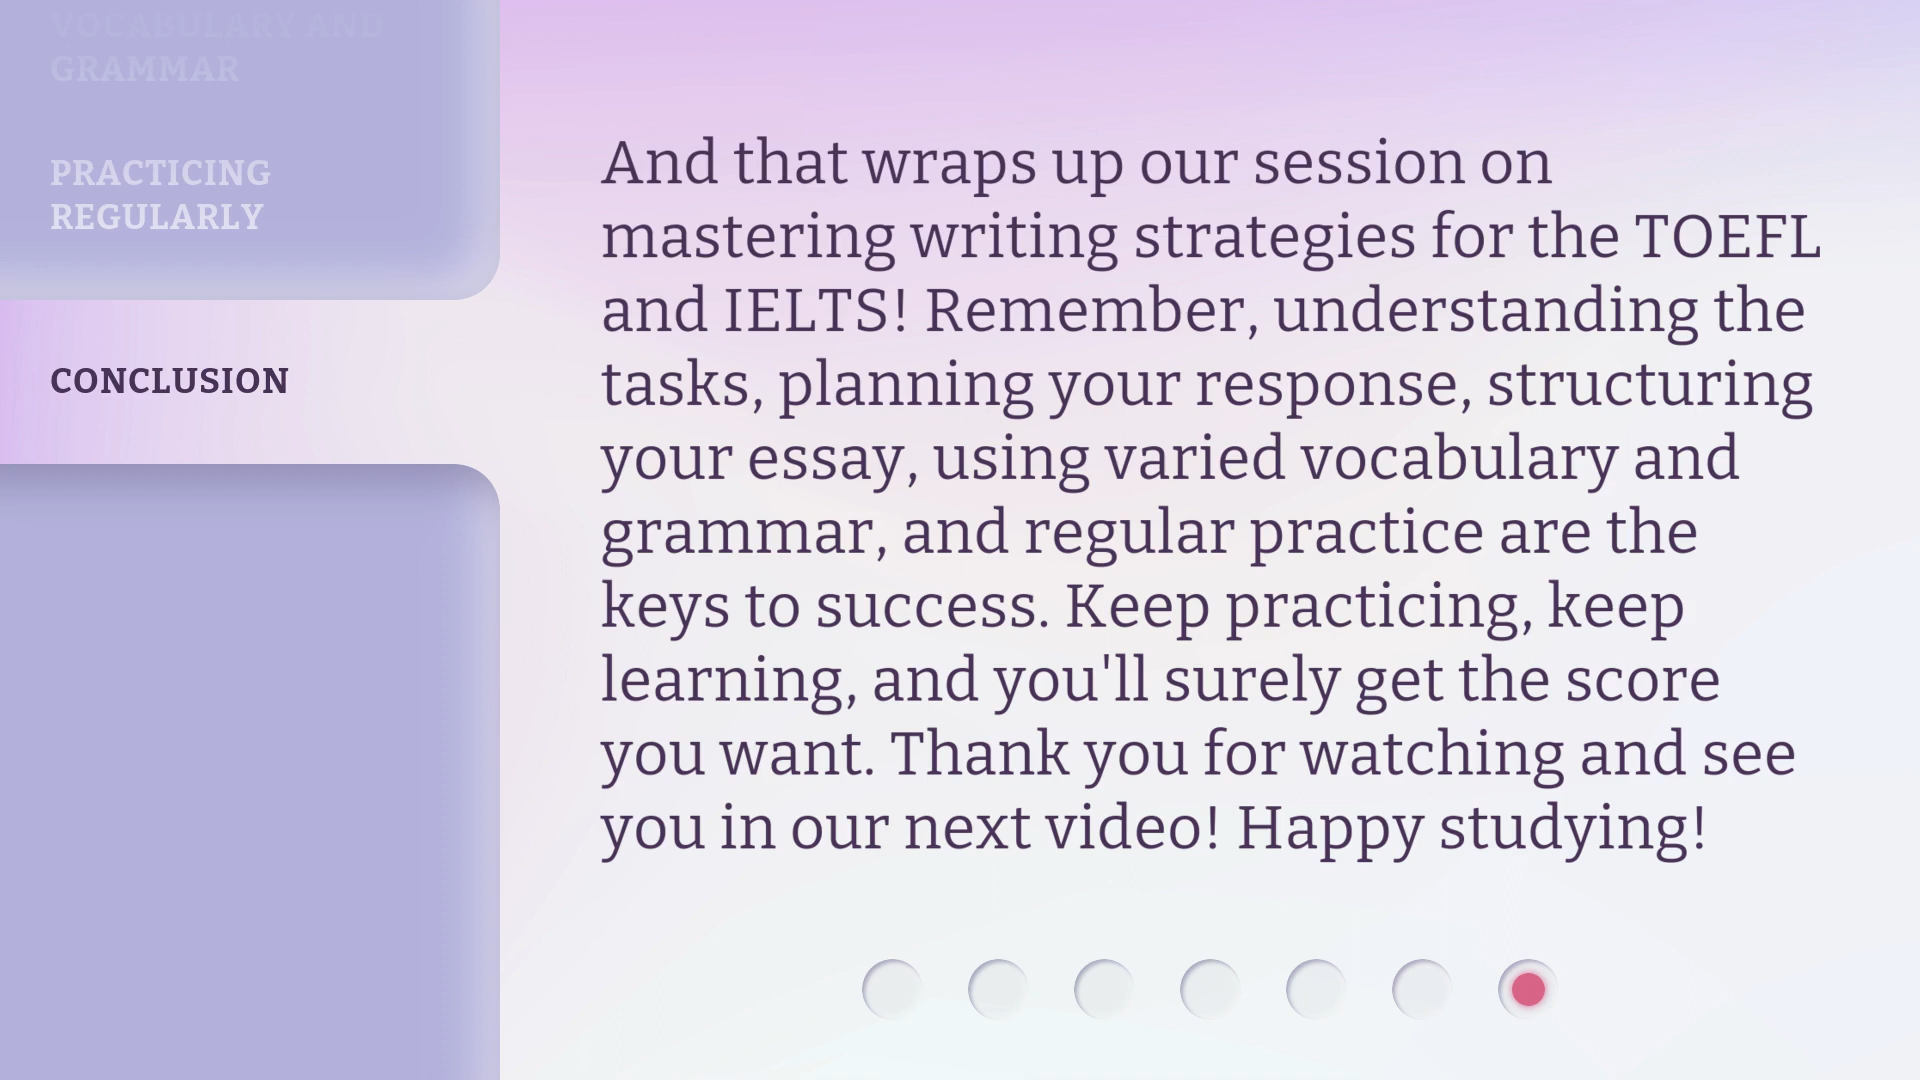 VOCABULARY AND
GRAMMAR
PRACTICING
REGULARLY
CONCLUSION
And that wraps up our session on
mastering writing strategies for the TOEFL
and IELTS! Remember, understanding the
tasks, planning your response, structuring
your essay, using varied vocabulary and
grammar, and regular practice are the
keys to success. Keep practicing, keep
learning, and you'll surely get the score
you want. Thank you for watching and see
you in our next video! Happy studying!